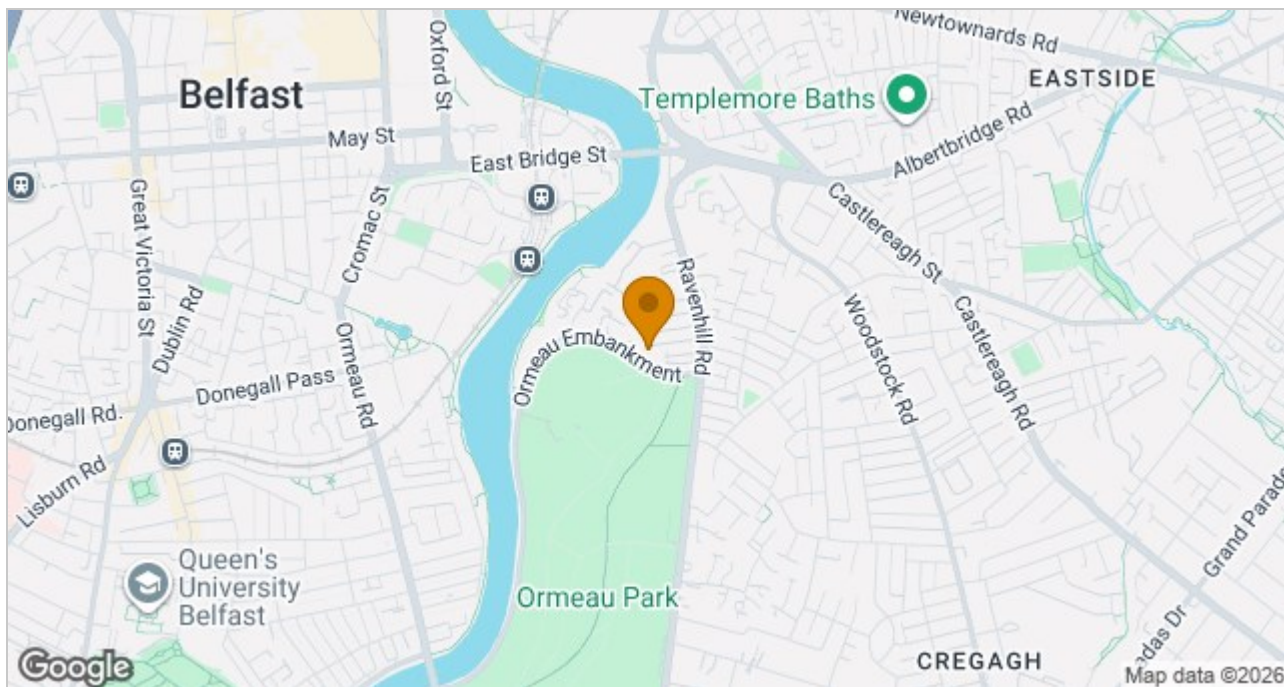 Newtownards Rd
EASTSIDE
Oxford St
Belfast
Templemore Baths
May St
East Bridge St
Albertbridge Rd
Great Victoria St
Cromac St
Castlereagh St
Dublin Rd
Ravenhill Rd
Woodstock Rd
Castlereagh Rd
Ormeau Rd
Ormeau Embankment
Donegall Pass
Donegall Rd.
Lisburn Rd
Grand Parade
Queen's
University
Belfast
Ormeau Park
CREGAGH
Google
Map data ©2026